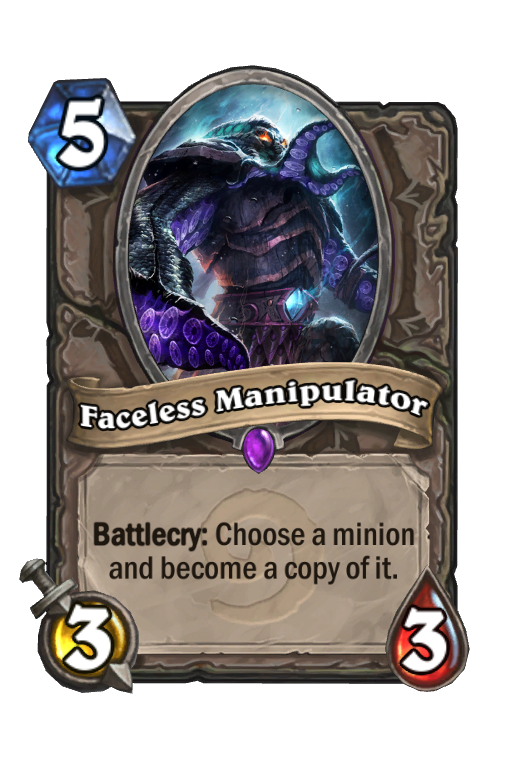 5
Faceless Manipulator
Battlecry: Choose a minion
and become a copy of it.
3
3